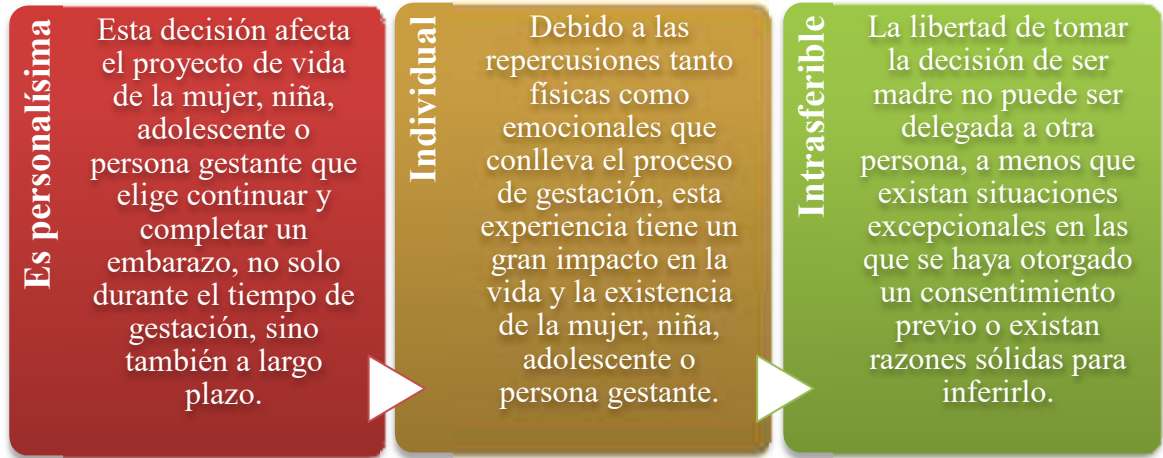 Es personalísima
Esta decisión afecta
el proyecto de vida
de la mujer, niña,
adolescente o
persona gestante que
elige continuar y
completar un
embarazo, no solo
durante el tiempo de
gestación, sino
también a largo
plazo.
Individual
Debido a las
repercusiones tanto
físicas como
emocionales que
conlleva el proceso
de gestación, esta
experiencia tiene un
gran impacto en la
vida y la existencia
de la mujer, niña,
adolescente o
persona gestante.
Intrasferible
La libertad de tomar
la decisión de ser
madre no puede ser
delegada a otra
persona, a menos que
existan situaciones
excepcionales en las
que se haya otorgado
un consentimiento
previo o existan
razones sólidas para
inferirlo.